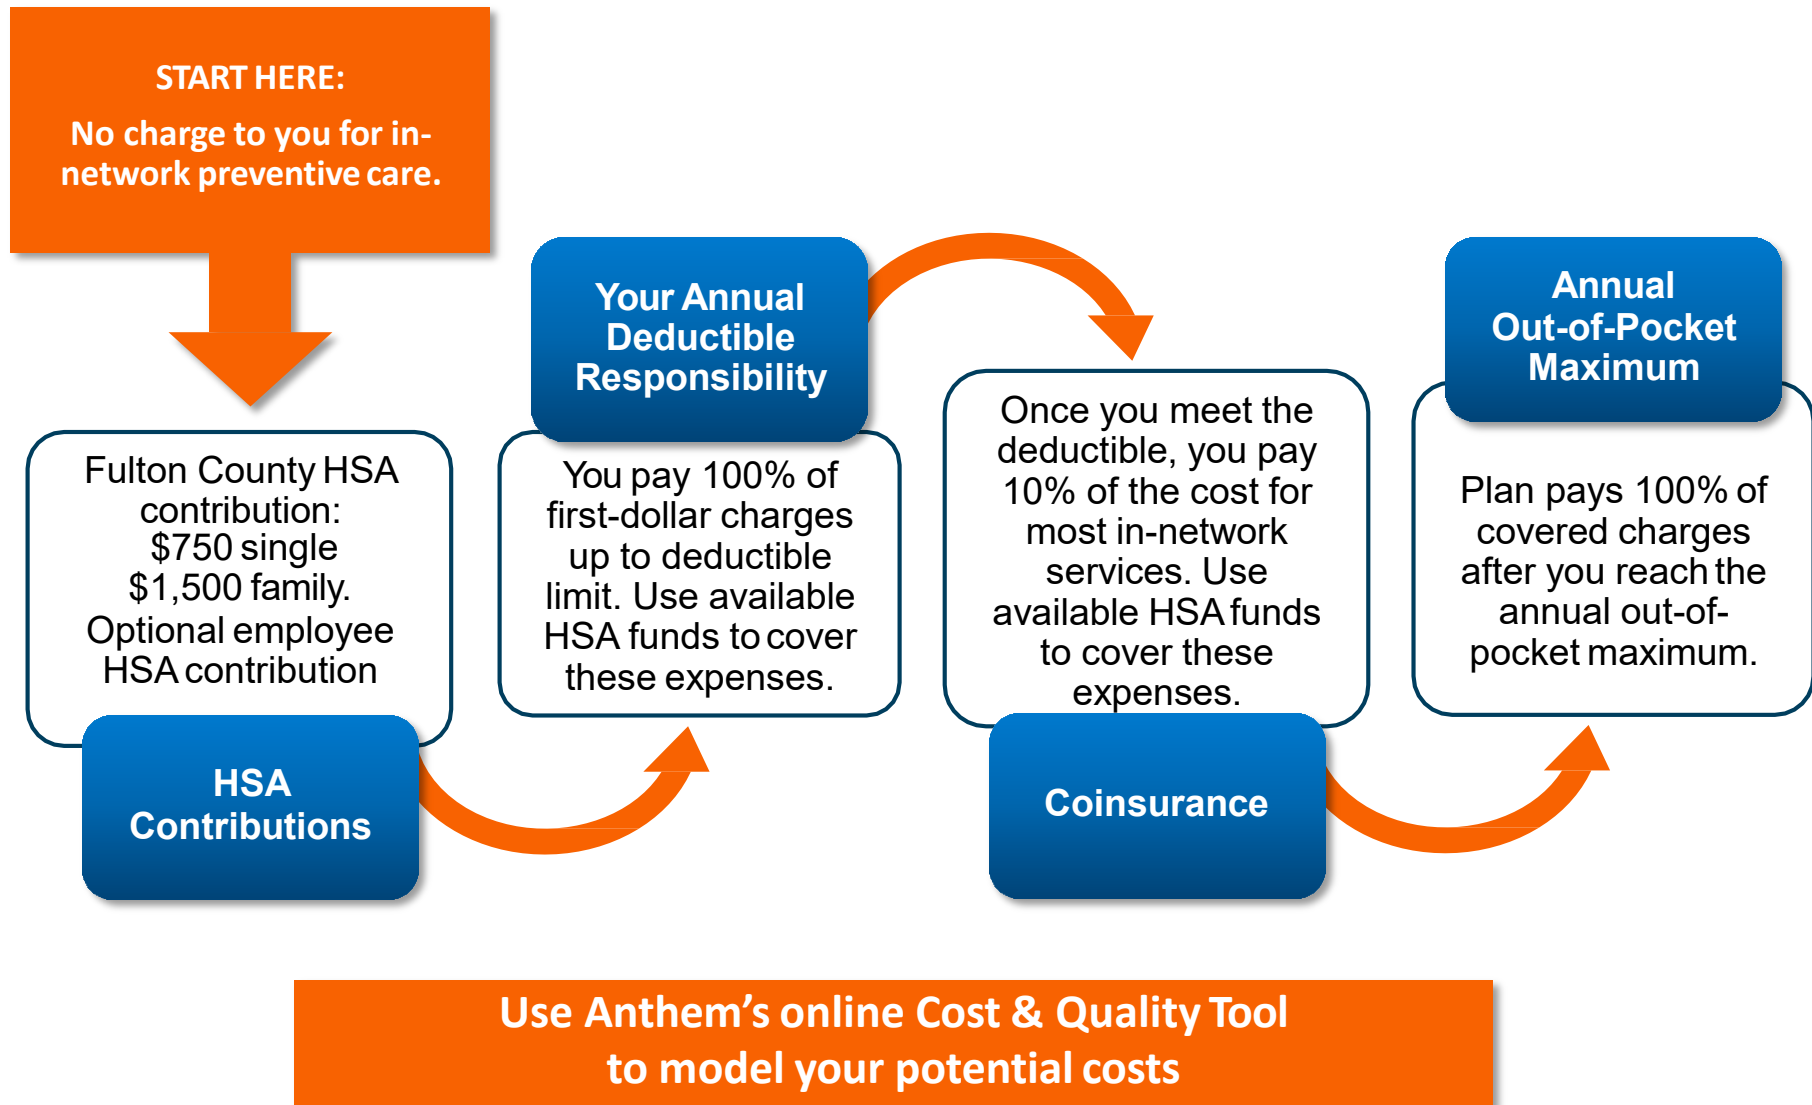 START HERE:
No charge to you for in-
network preventive care.
Fulton County HSA
contribution:
$750 single
$1,500 family.
Optional employee
HSA contribution
HSA
Contributions
Your Annual
Deductible
Responsibility
You pay 100% of
first-dollar charges
up to deductible
limit. Use available
HSA funds to cover
these expenses.
Once you meet the
deductible, you pay
10% of the cost for
most in-network
services. Use
available HSA funds
to cover these
expenses.
Coinsurance
Annual
Out-of-Pocket
Maximum
Plan pays 100% of
covered charges
after you reach the
annual out-of-
pocket maximum.
Use Anthem’s online Cost & Quality Tool
to model your potential costs